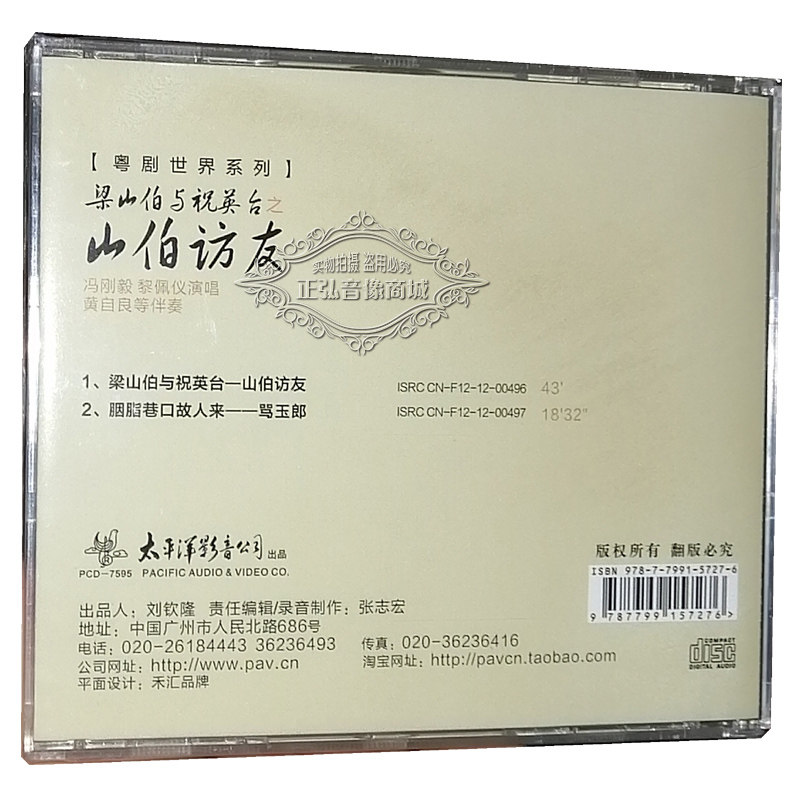 【粤剧世界系列】
梁山伯与祝英台之
山伯访友
冯刚毅 黎佩仪演唱
黄自良等伴奏
实物拍摄 盗用必究
正弘音像商城
1、梁山伯与祝英台—山伯访友 ISRC CN-F12-12-00496 43'
2、胭脂巷口故人来——骂玉郎 ISRC CN-F12-12-00497 18'32"
太平洋影音公司 出品
PCD-7595 PACIFIC AUDIO & VIDEO CO.
版权所有 翻版必究
ISBN 978-7-7991-5727-6
9 787799 157276 >
出品人：刘钦隆 责任编辑/录音制作：张志宏
地址：中国广州市人民北路686号
电话：020-26184443 36236493 传真：020-36236416
公司网址：http://www.pav.cn 淘宝网址：http://pavcn.taobao.com
平面设计：禾汇品牌
COMPACT
disc
DIGITAL AUDIO